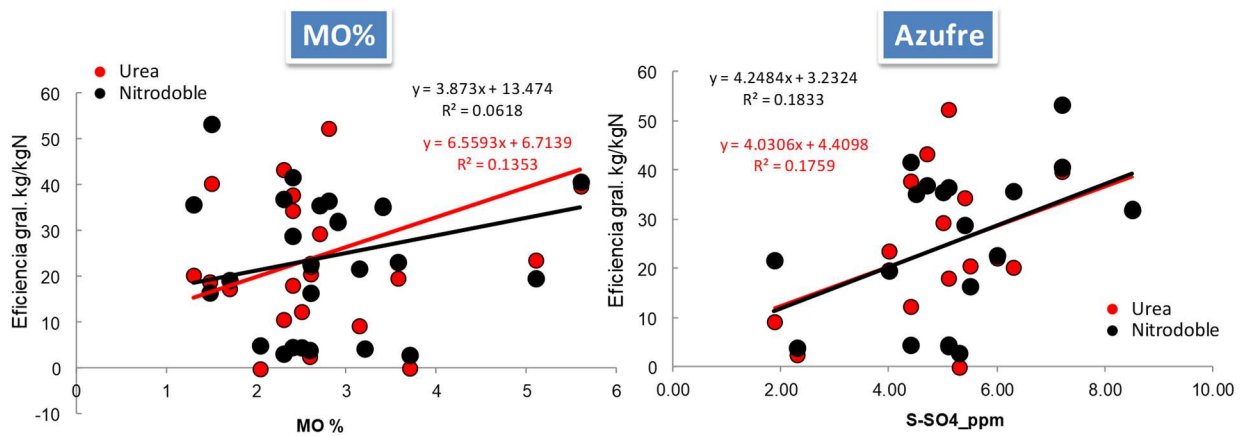 MO%
Urea
Nitrodoble
y = 3.873x + 13.474
R² = 0.0618
y = 6.5593x + 6.7139
R² = 0.1353
Eficiencia gral. kg/kgN
60
50
40
30
20
10
0
-10
0
1
2
3
4
5
6
MO %
Azufre
y = 4.2484x + 3.2324
R² = 0.1833
y = 4.0306x + 4.4098
R² = 0.1759
Eficiencia gral. kg/kgN
60
50
40
30
20
10
0
Urea
Nitrodoble
0.00
2.00
4.00
6.00
8.00
10.00
S-SO4_ppm